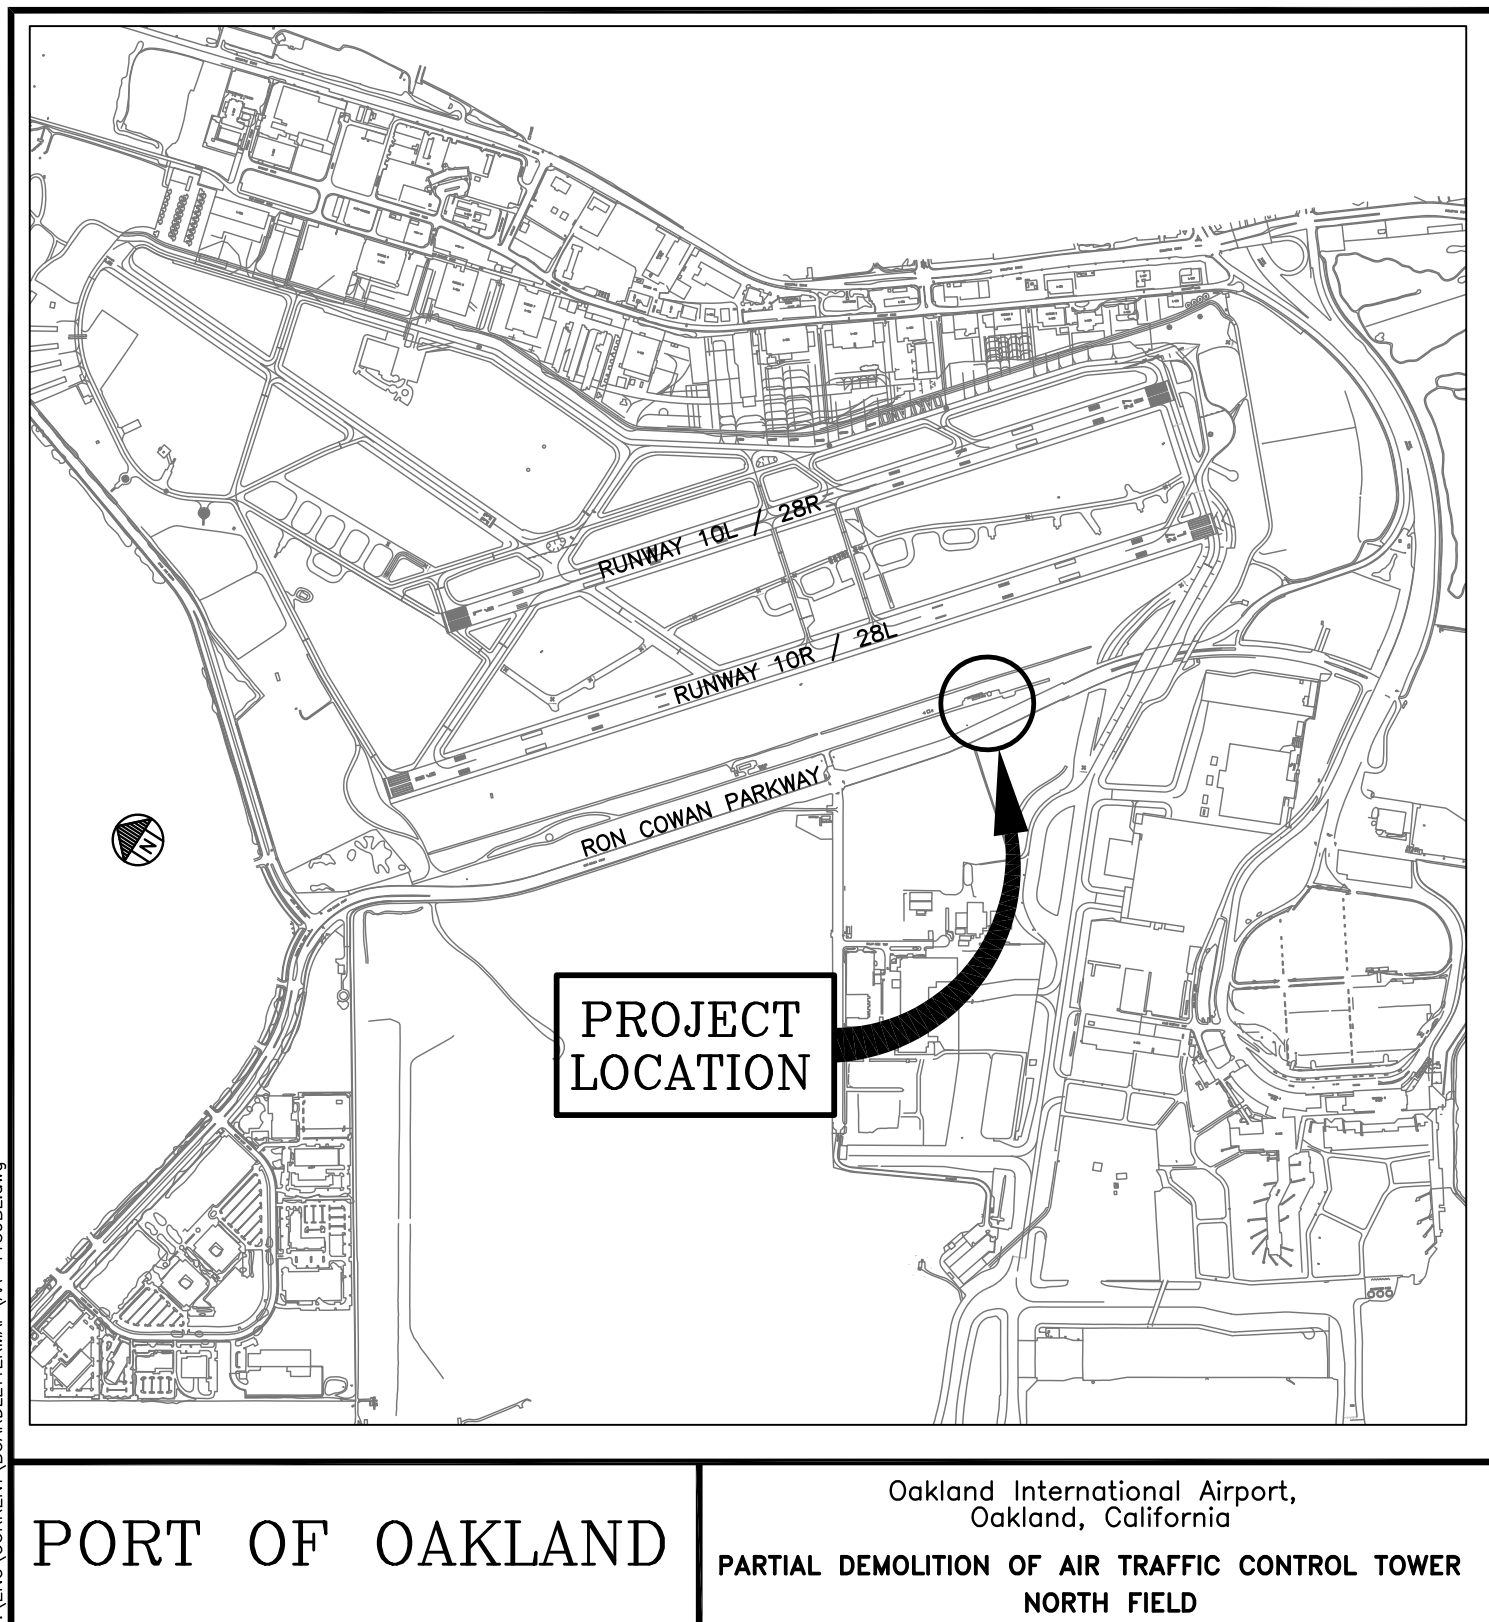 RUNWAY 10L / 28R
RUNWAY 10R / 28L
RON COWAN PARKWAY
N
PROJECT
LOCATION
PORT OF OAKLAND
Oakland International Airport,
Oakland, California
PARTIAL DEMOLITION OF AIR TRAFFIC CONTROL TOWER
NORTH FIELD